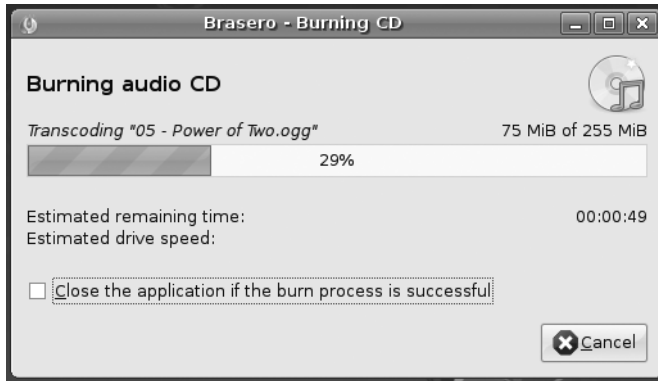 Brasero - Burning CD
Burning audio CD
Transcoding "05 - Power of Two.ogg" 75 MiB of 255 MiB
29%
Estimated remaining time: 00:00:49
Estimated drive speed:
Close the application if the burn process is successful
Cancel